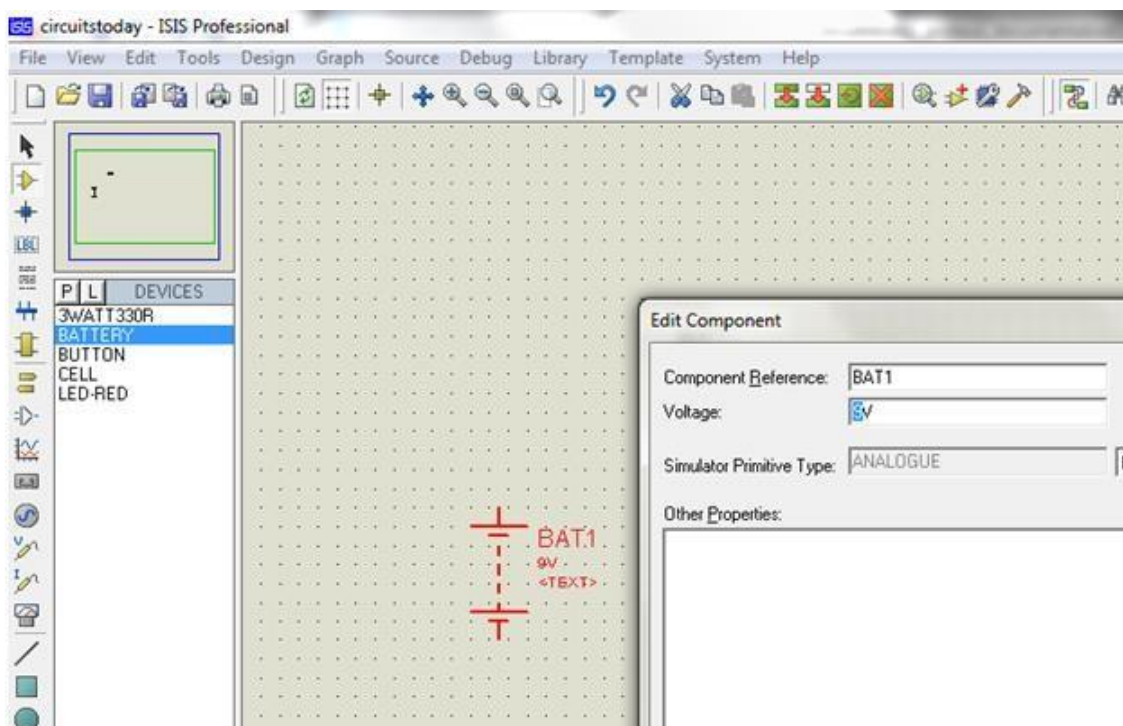 ISIS circuitstoday - ISIS Professional
File View Edit Tools Design Graph Source Debug Library Template System Help
LBL
P L DEVICES
3WATT330R
BATTERY
BUTTON
CELL
LED-RED
Edit Component
Component Reference: BAT1
Voltage: 9V
Simulator Primitive Type: ANALOGUE
Other Properties:
BAT1
9V
<TEXT>